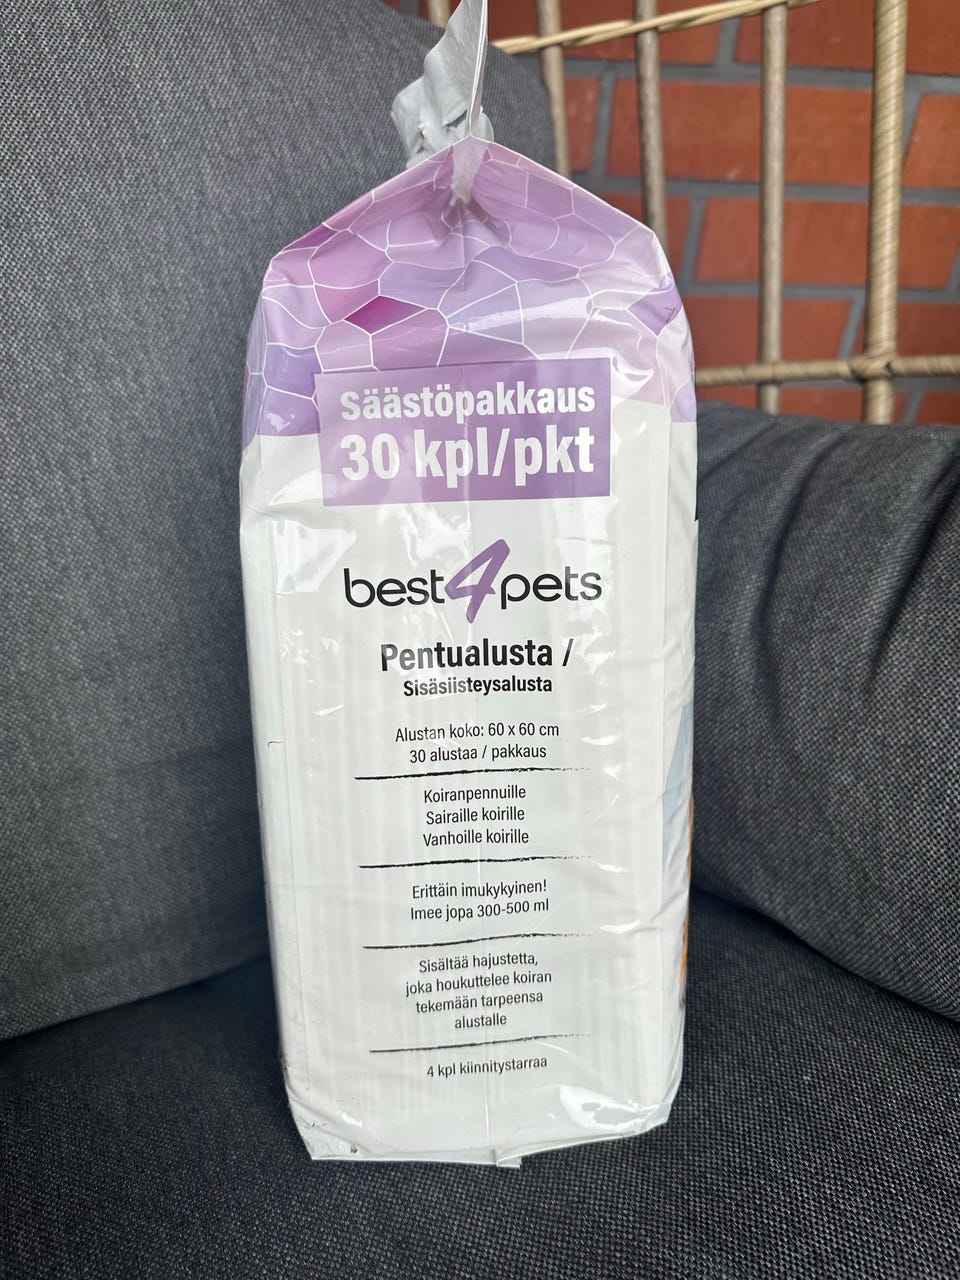 Säästöpakkaus
30 kpl/pkt
best4pets
Pentualusta /
Sisäsiisteysalusta
Alustan koko: 60 x 60 cm
30 alustaa / pakkaus
Koiranpennuille
Sairaille koirille
Vanhoille koirille
Erittäin imukykyinen!
Imee jopa 300-500 ml
Sisältää hajustetta,
joka houkuttelee koiran
tekemään tarpeensa
alustalle
4 kpl kiinnitystarraa